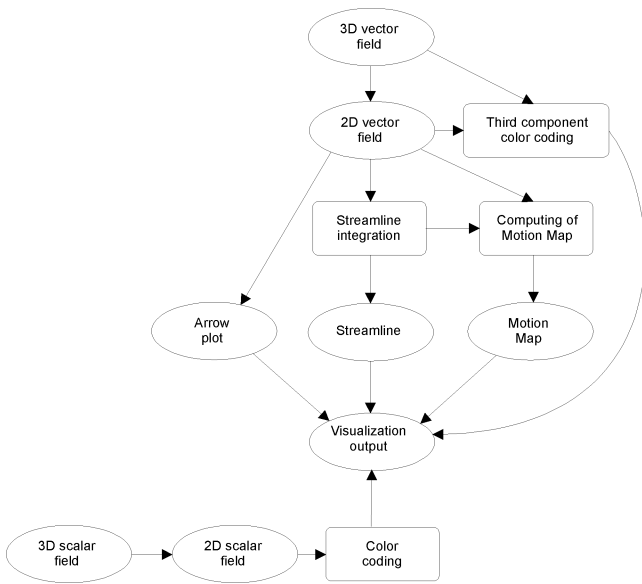 3D vector
field
2D vector
field
Third component
color coding
Streamline
integration
Computing of
Motion Map
Arrow
plot
Streamline
Motion
Map
Visualization
output
3D scalar
field
2D scalar
field
Color
coding